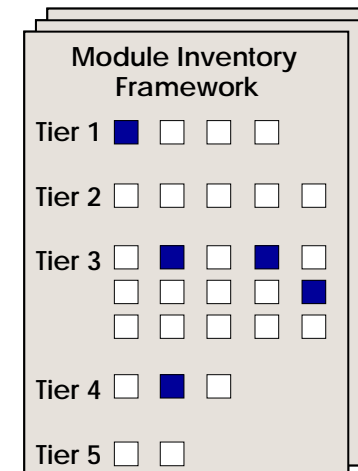 Module Inventory
Framework
Tier 1
Tier 2
Tier 3
Tier 4
Tier 5